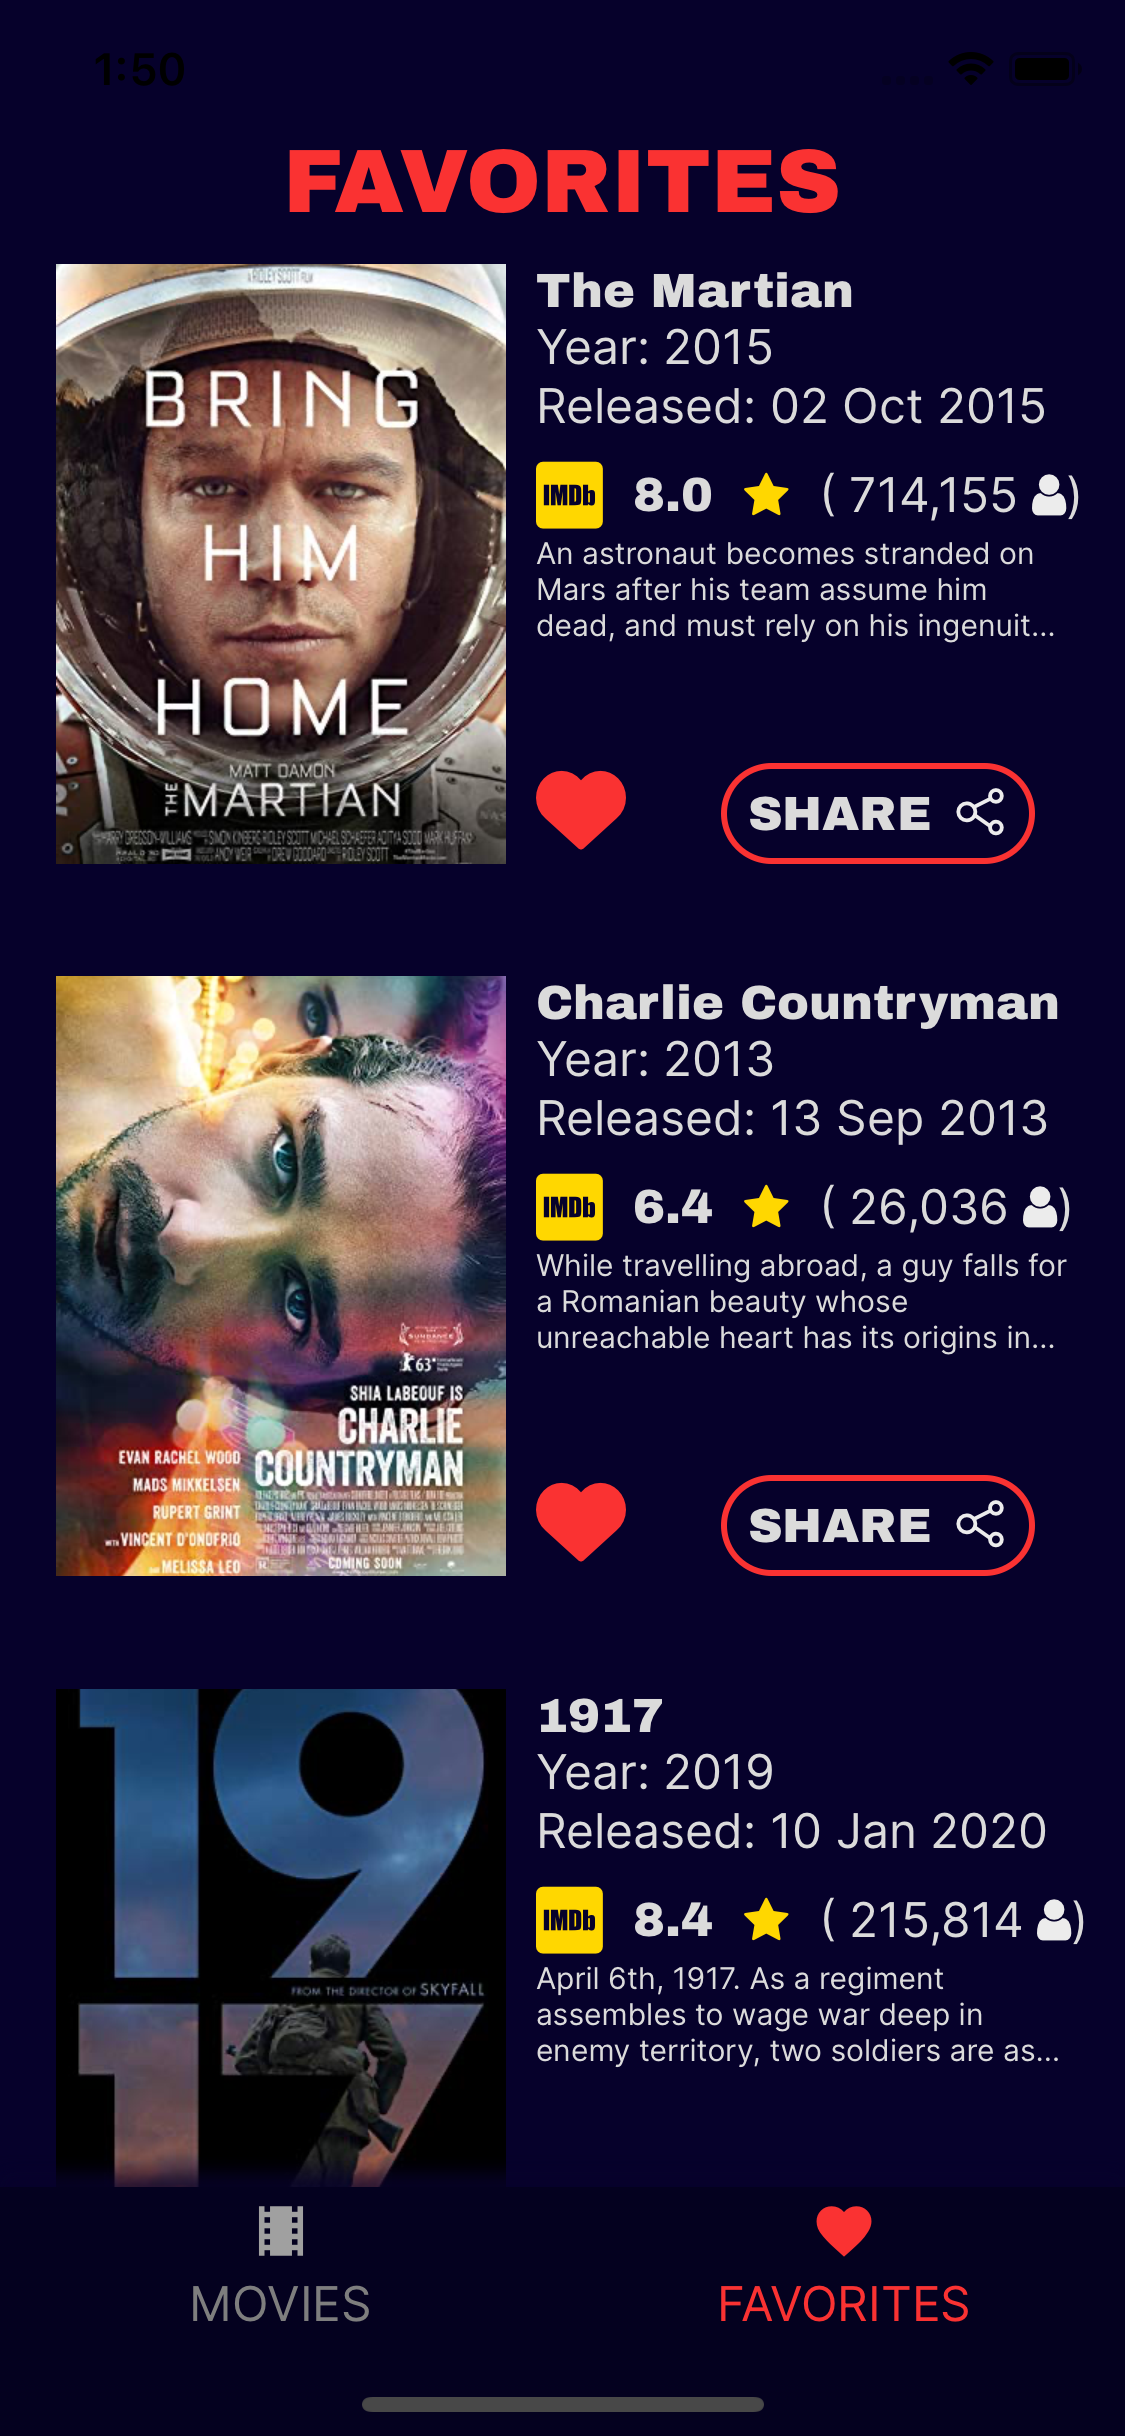 1:50
FAVORITES
A RIDLEY SCOTT FILM
BRING
HIM
HOME
MATT DAMON
THE MARTIAN
The Martian
Year: 2015
Released: 02 Oct 2015
IMDb 8.0 ( 714,155 )
An astronaut becomes stranded on
Mars after his team assume him
dead, and must rely on his ingenuit...
SHARE
SUNDANCE
63
SHIA LABEOUF IS
CHARLIE
COUNTRYMAN
EVAN RACHEL WOOD
MADS MIKKELSEN
RUPERT GRINT
WITH VINCENT D'ONOFRIO
AND MELISSA LEO
COMING SOON
Charlie Countryman
Year: 2013
Released: 13 Sep 2013
IMDb 6.4 ( 26,036 )
While travelling abroad, a guy falls for
a Romanian beauty whose
unreachable heart has its origins in...
SHARE
19
FROM THE DIRECTOR OF SKYFALL
17
1917
Year: 2019
Released: 10 Jan 2020
IMDb 8.4 ( 215,814 )
April 6th, 1917. As a regiment
assembles to wage war deep in
enemy territory, two soldiers are as...
MOVIES
FAVORITES